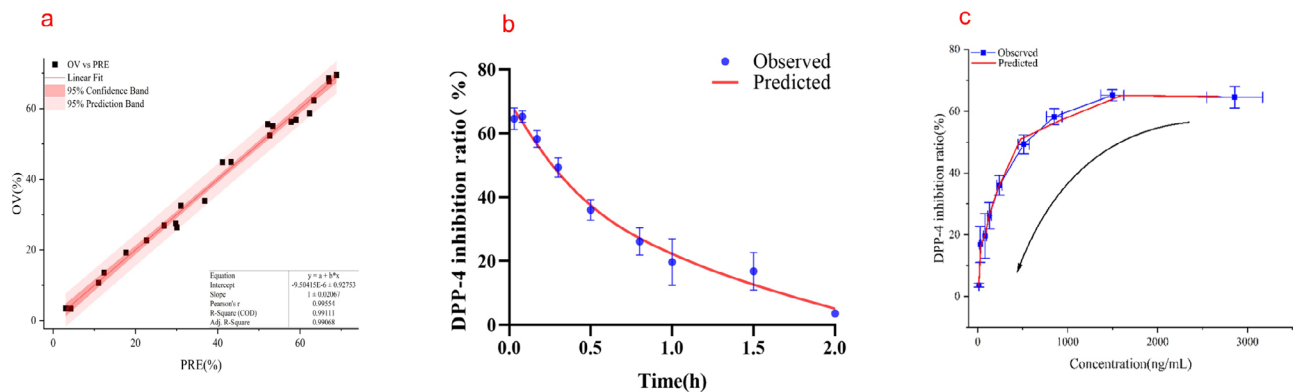 a
OV vs PRE
Linear Fit
95% Confidence Band
95% Prediction Band
OV(%)
60
40
20
0
Equation y = a + b*x
Intercept -9.50415E-6 ± 0.92753
Slope 1 ± 0.02067
Pearson's r 0.99554
R-Square (COD) 0.99111
Adj. R-Square 0.99068
0 20 40 60
PRE(%)
b
Observed
Predicted
DPP-4 inhibition ratio (%)
80
60
40
20
0
0.0 0.5 1.0 1.5 2.0
Time(h)
c
Observed
Predicted
DPP-4 inhibition ratio(%)
80
60
40
20
0
0 1000 2000 3000
Concentration(ng/mL)